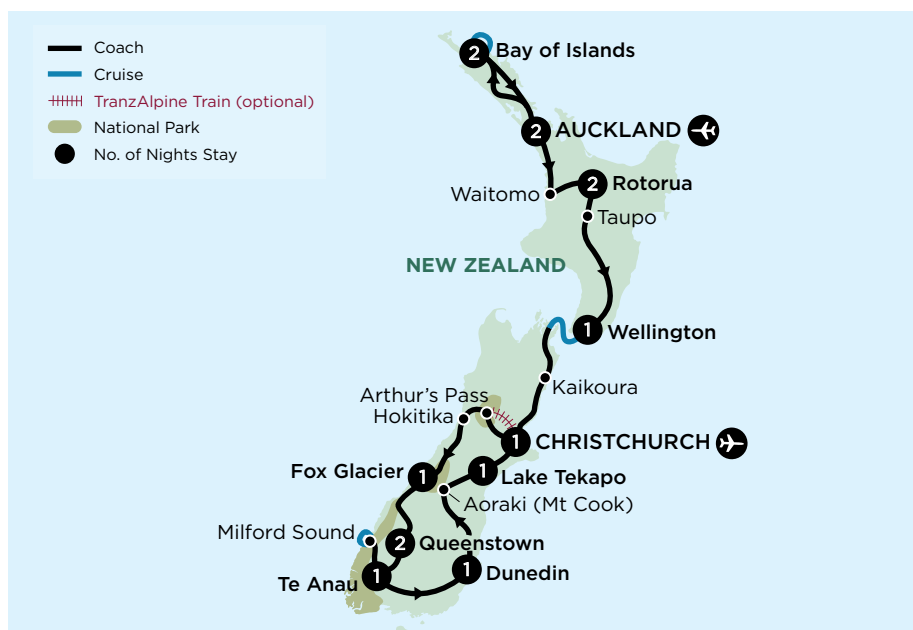 Coach
Cruise
TranzAlpine Train (optional)
National Park
No. of Nights Stay
2 Bay of Islands
2 AUCKLAND
Waitomo
2 Rotorua
Taupo
NEW ZEALAND
1 Wellington
Kaikoura
Arthur's Pass
Hokitika
1 CHRISTCHURCH
Fox Glacier 1
1 Lake Tekapo
Aoraki (Mt Cook)
Milford Sound
2 Queenstown
Te Anau 1
1 Dunedin